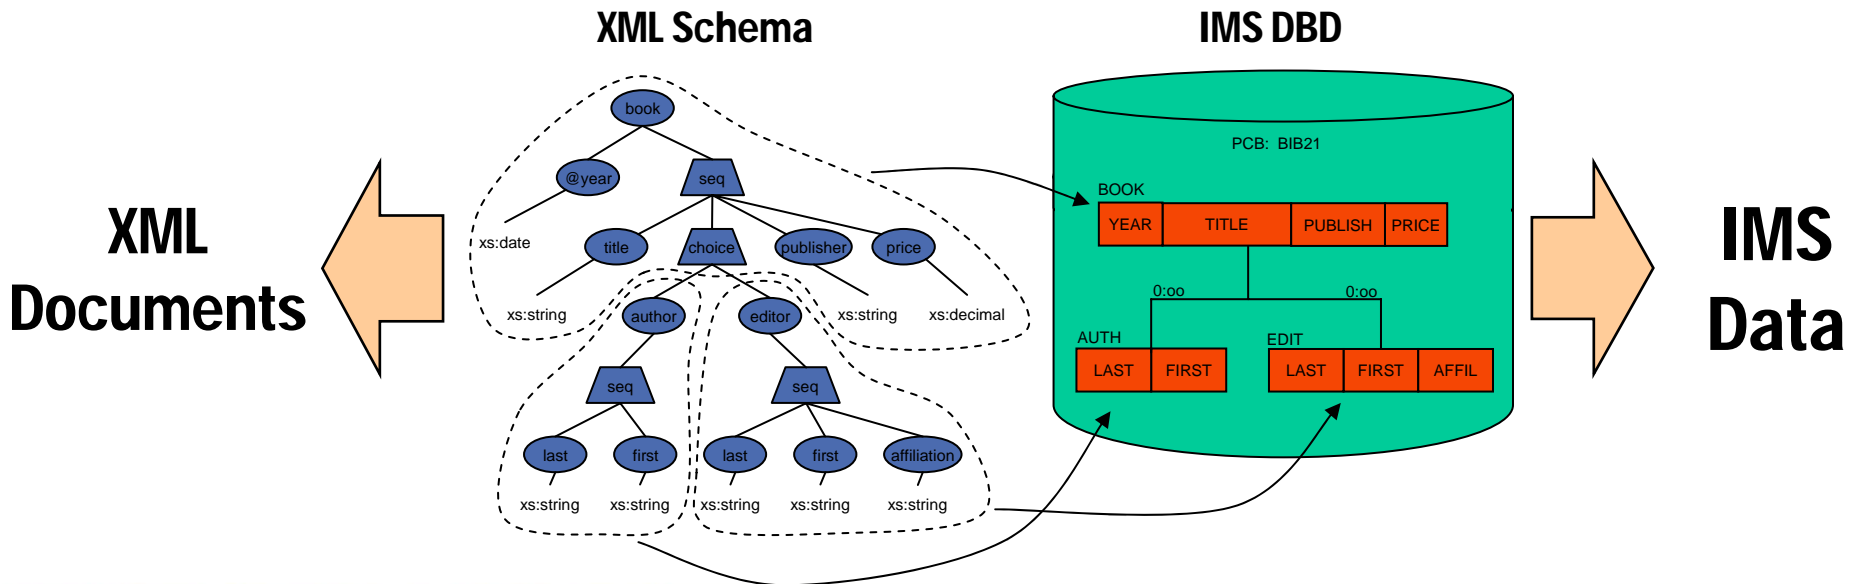 XML Schema
IMS DBD
book
@year
seq
xs:date
title
choice
publisher
price
xs:string
author
editor
xs:string
xs:decimal
seq
seq
last
first
last
first
affiliation
xs:string
xs:string
xs:string
xs:string
xs:string
XML
Documents
PCB: BIB21
BOOK
YEAR
TITLE
PUBLISH
PRICE
0:oo
0:oo
AUTH
LAST
FIRST
EDIT
LAST
FIRST
AFFIL
IMS
Data